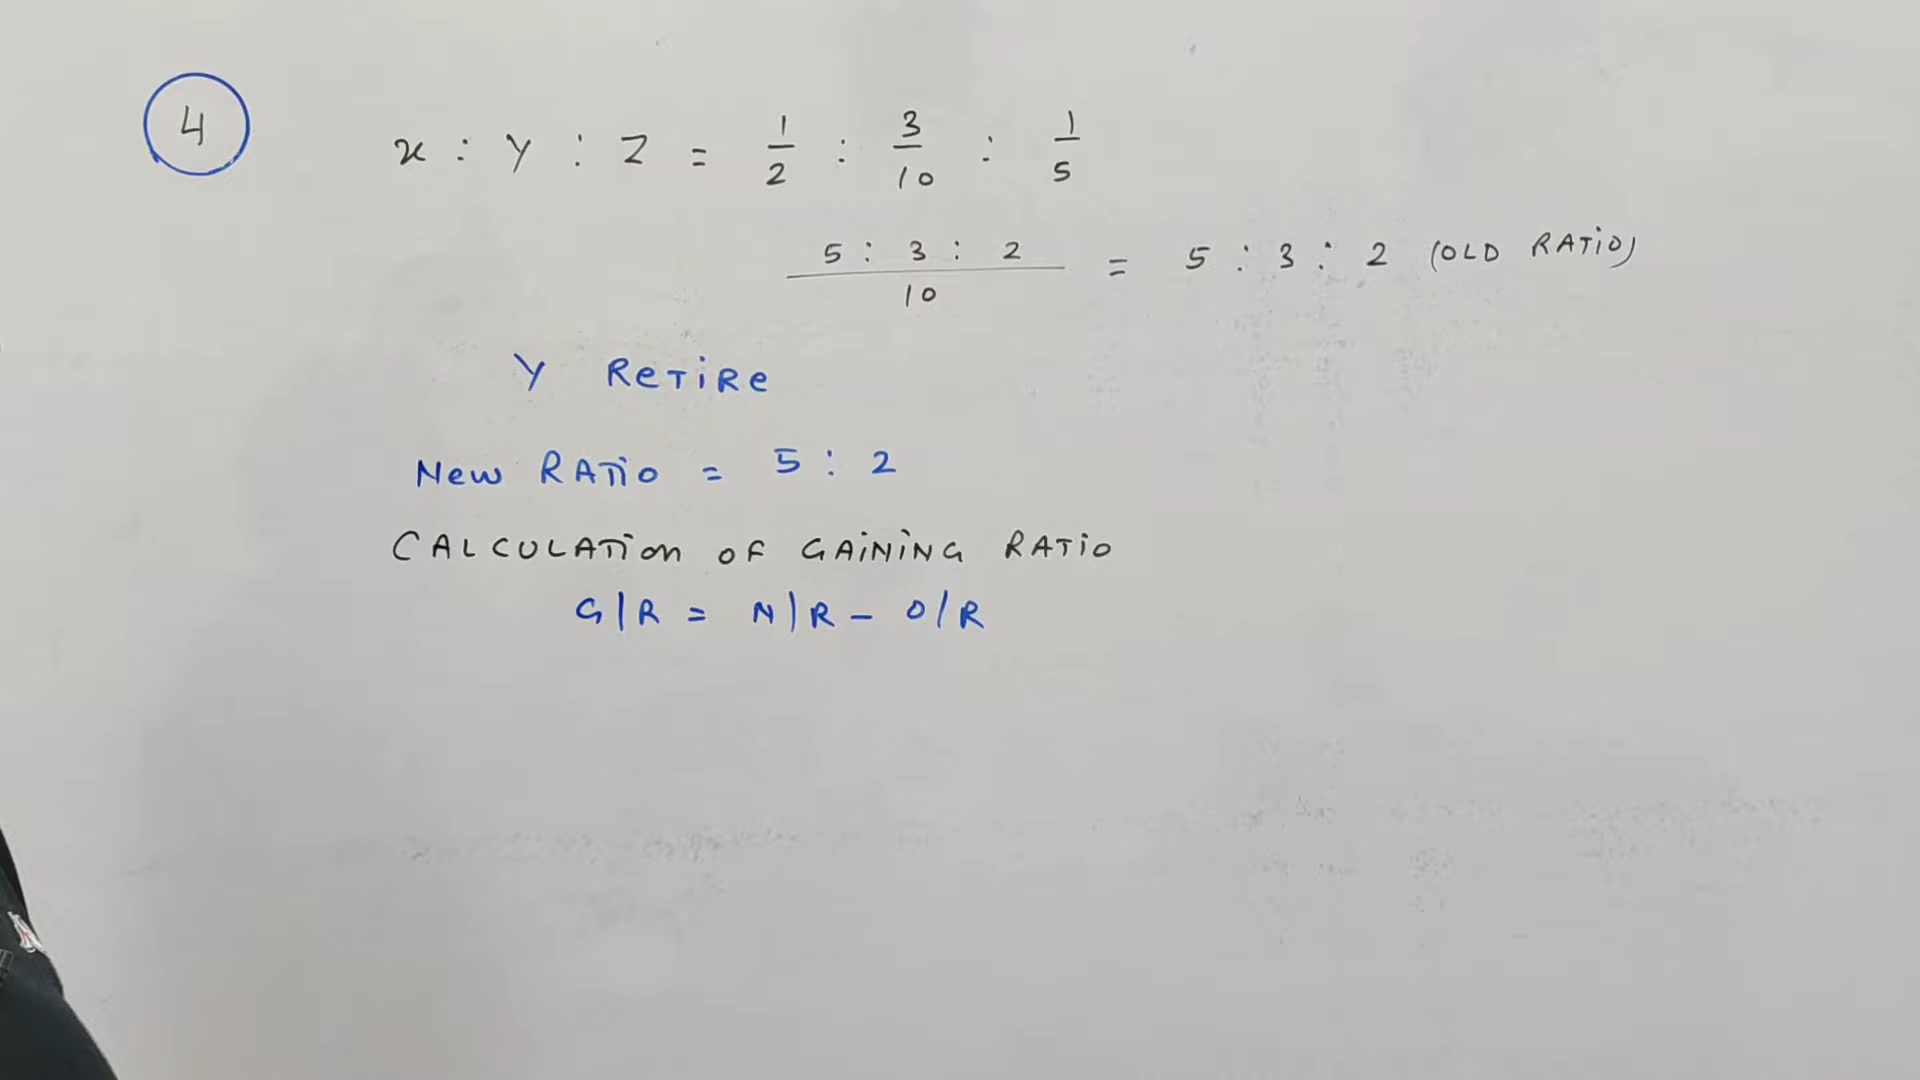 4
x : Y : Z = 1/2 : 3/10 : 1/5
5 : 3 : 2 / 10 = 5 : 3 : 2 (OLD RATiO)
Y ReTiRe
New RATiO = 5 : 2
CALCULATiOn OF GAiNiNG RATiO
G/R = N/R - O/R